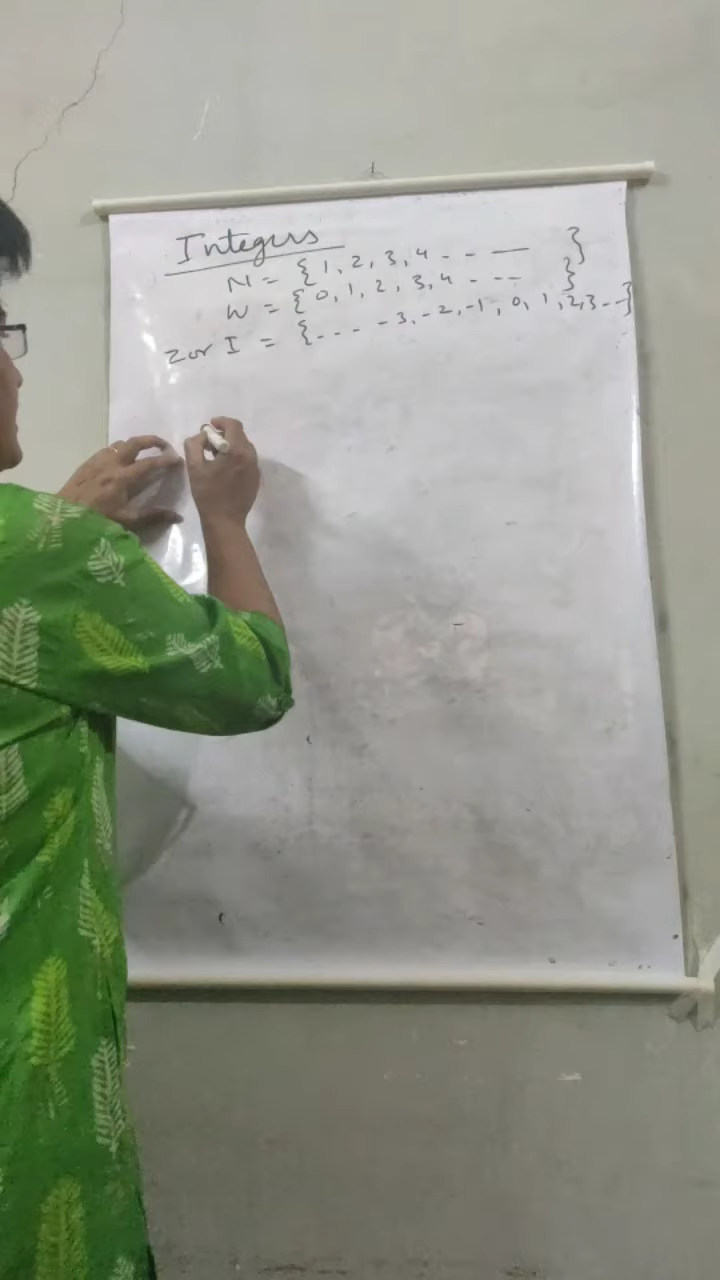 Integers
N = { 1, 2, 3, 4 - - — }
W = { 0, 1, 2, 3, 4 - -- }
Z or I = { - - - -3, -2, -1, 0, 1, 2, 3 - - }